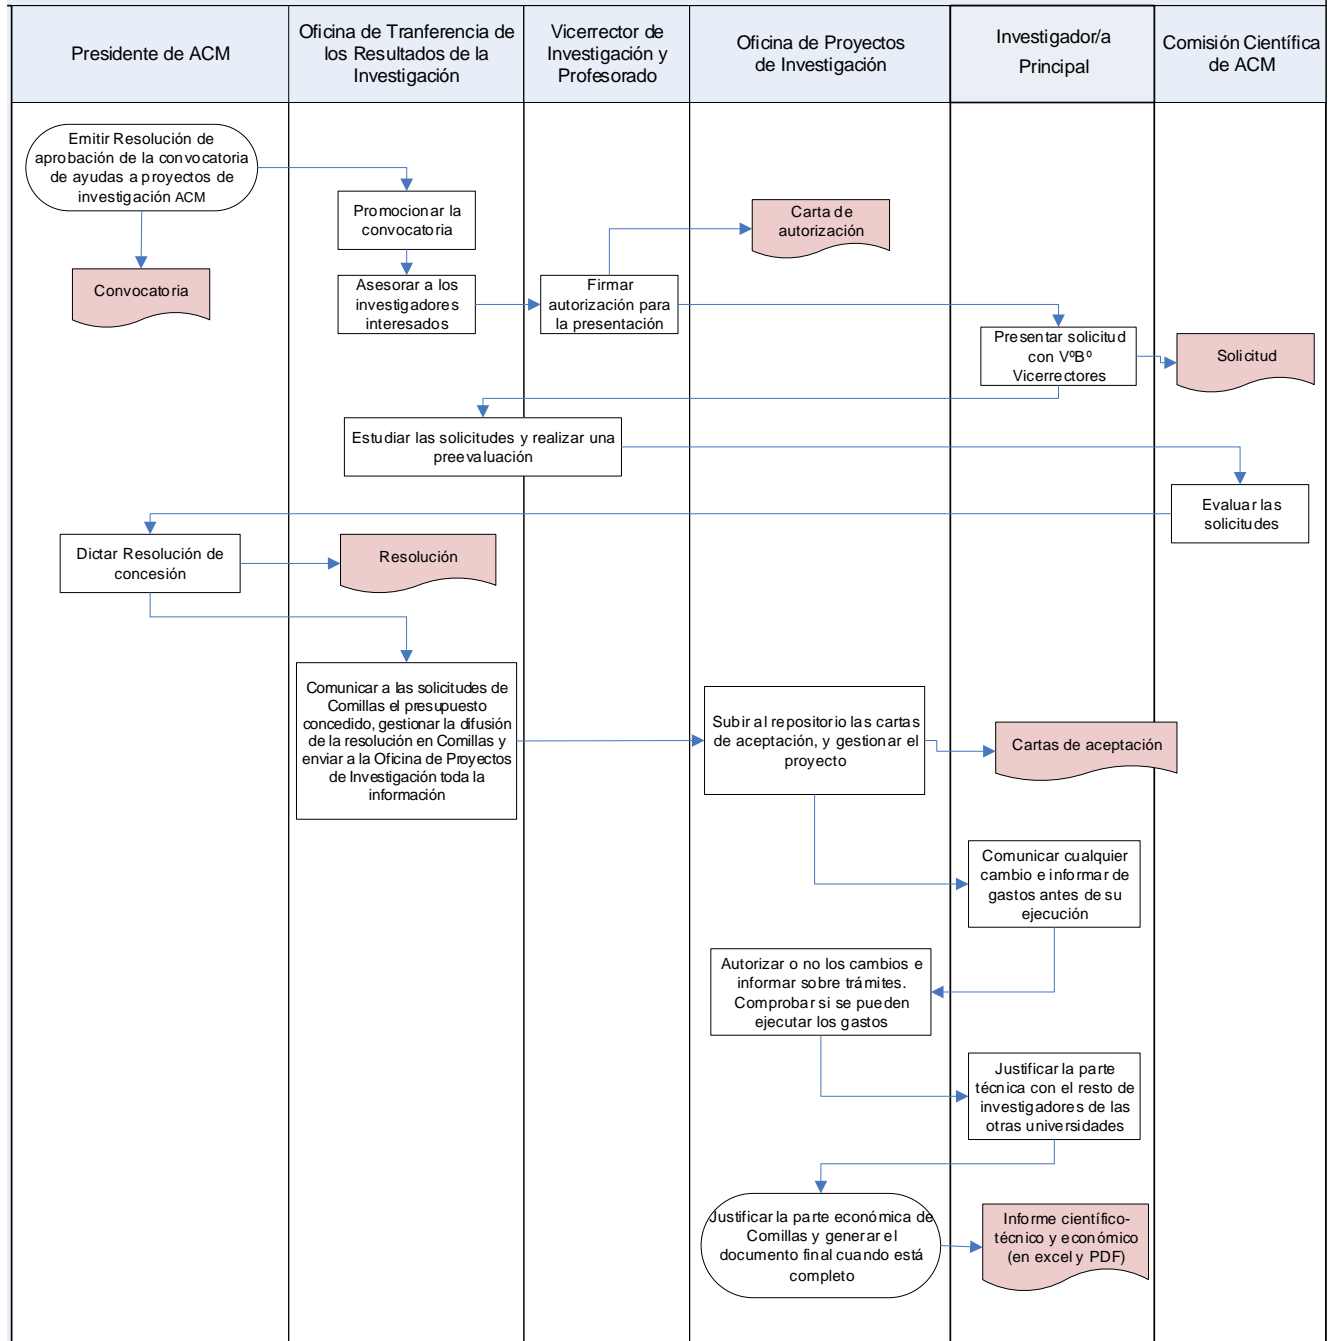 Presidente de ACM
Oficina de Tranferencia de
los Resultados de la
Investigación
Vicerrector de
Investigación y
Profesorado
Oficina de Proyectos
de Investigación
Investigador/a
Principal
Comisión Científica
de ACM
Emitir Resolución de
aprobación de la convocatoria
de ayudas a proyectos de
investigación ACM
Convocatoria
Promocionar la
convocatoria
Asesorar a los
investigadores
interesados
Firmar
autorización para
la presentación
Carta de
autorización
Presentar solicitud
con VºBº
Vicerrectores
Solicitud
Estudiar las solicitudes y realizar una
preevaluación
Evaluar las
solicitudes
Dictar Resolución de
concesión
Resolución
Comunicar a las solicitudes de
Comillas el presupuesto
concedido, gestionar la difusión
de la resolución en Comillas y
enviar a la Oficina de Proyectos
de Investigación toda la
información
Subir al repositorio las cartas
de aceptación, y gestionar el
proyecto
Cartas de aceptación
Comunicar cualquier
cambio e informar de
gastos antes de su
ejecución
Autorizar o no los cambios e
informar sobre trámites.
Comprobar si se pueden
ejecutar los gastos
Justificar la parte
técnica con el resto de
investigadores de las
otras universidades
Justificar la parte económica de
Comillas y generar el
documento final cuando está
completo
Informe científico-
técnico y económico
(en excel y PDF)